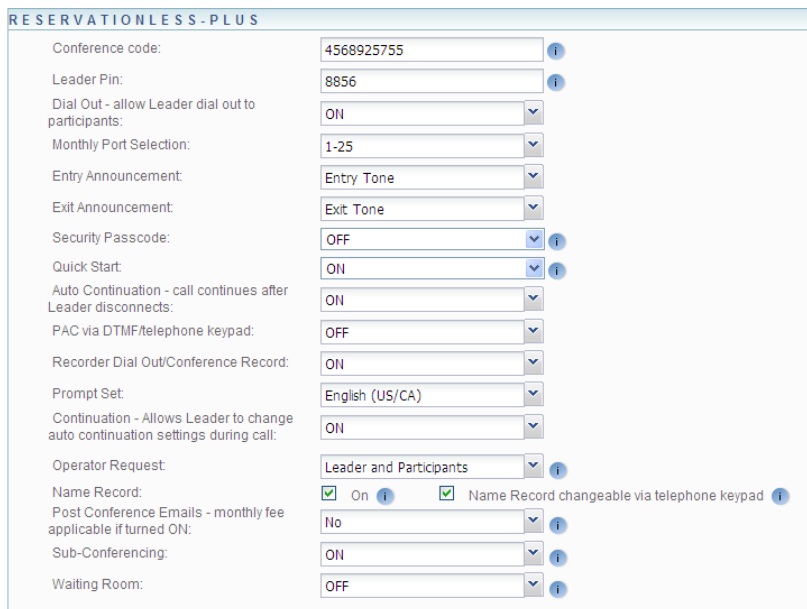 RESERVATIONLESS-PLUS
Conference code: 4568925755
Leader Pin: 8856
Dial Out - allow Leader dial out to
participants: ON
Monthly Port Selection: 1-25
Entry Announcement: Entry Tone
Exit Announcement: Exit Tone
Security Passcode: OFF
Quick Start: ON
Auto Continuation - call continues after
Leader disconnects: ON
PAC via DTMF/telephone keypad: OFF
Recorder Dial Out/Conference Record: ON
Prompt Set: English (US/CA)
Continuation - Allows Leader to change
auto continuation settings during call: ON
Operator Request: Leader and Participants
Name Record: On Name Record changeable via telephone keypad
Post Conference Emails - monthly fee
applicable if turned ON: No
Sub-Conferencing: ON
Waiting Room: OFF